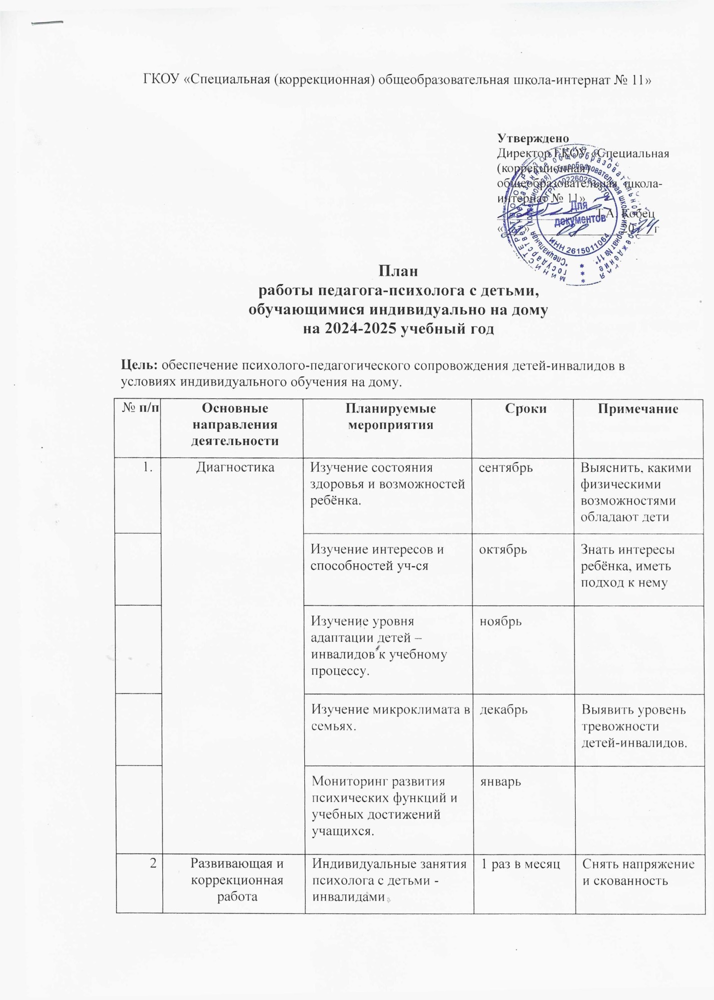 ГКОУ «Специальная (коррекционная) общеобразовательная школа-интернат № 11»
Утверждено
Директор ГКОУ «Специальная
(коррекционная)
общеобразовательная школа-
интернат № 11»
Т.А. Кобец
« » 08 2024 г
Для
документов
ИНН 2615011064
План
работы педагога-психолога с детьми,
обучающимися индивидуально на дому
на 2024-2025 учебный год
Цель: обеспечение психолого-педагогического сопровождения детей-инвалидов в
условиях индивидуального обучения на дому.
№ п/п Основные Планируемые Сроки Примечание
направления мероприятия
деятельности
1. Диагностика Изучение состояния сентябрь Выяснить, какими
здоровья и возможностей физическими
ребёнка. возможностями
обладают дети
Изучение интересов и октябрь Знать интересы
способностей уч-ся ребёнка, иметь
подход к нему
Изучение уровня ноябрь
адаптации детей –
инвалидов к учебному
процессу.
Изучение микроклимата в декабрь Выявить уровень
семьях. тревожности
детей-инвалидов.
Мониторинг развития январь
психических функций и
учебных достижений
учащихся.
2 Развивающая и Индивидуальные занятия 1 раз в месяц Снять напряжение
коррекционная психолога с детьми - и скованность
работа инвалидами